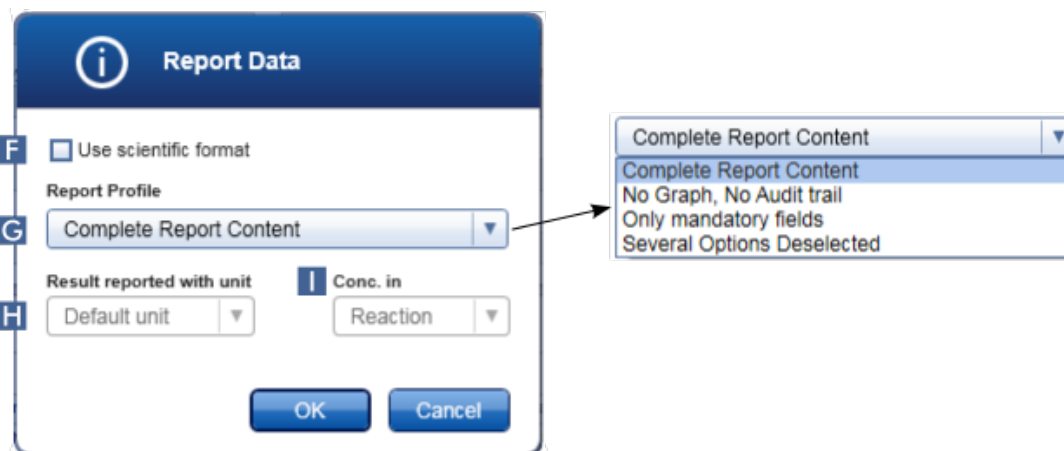 Report Data
F
Use scientific format
Report Profile
G
Complete Report Content
Result reported with unit
I
Conc. in
H
Default unit
Reaction
OK
Cancel
Complete Report Content
Complete Report Content
No Graph, No Audit trail
Only mandatory fields
Several Options Deselected